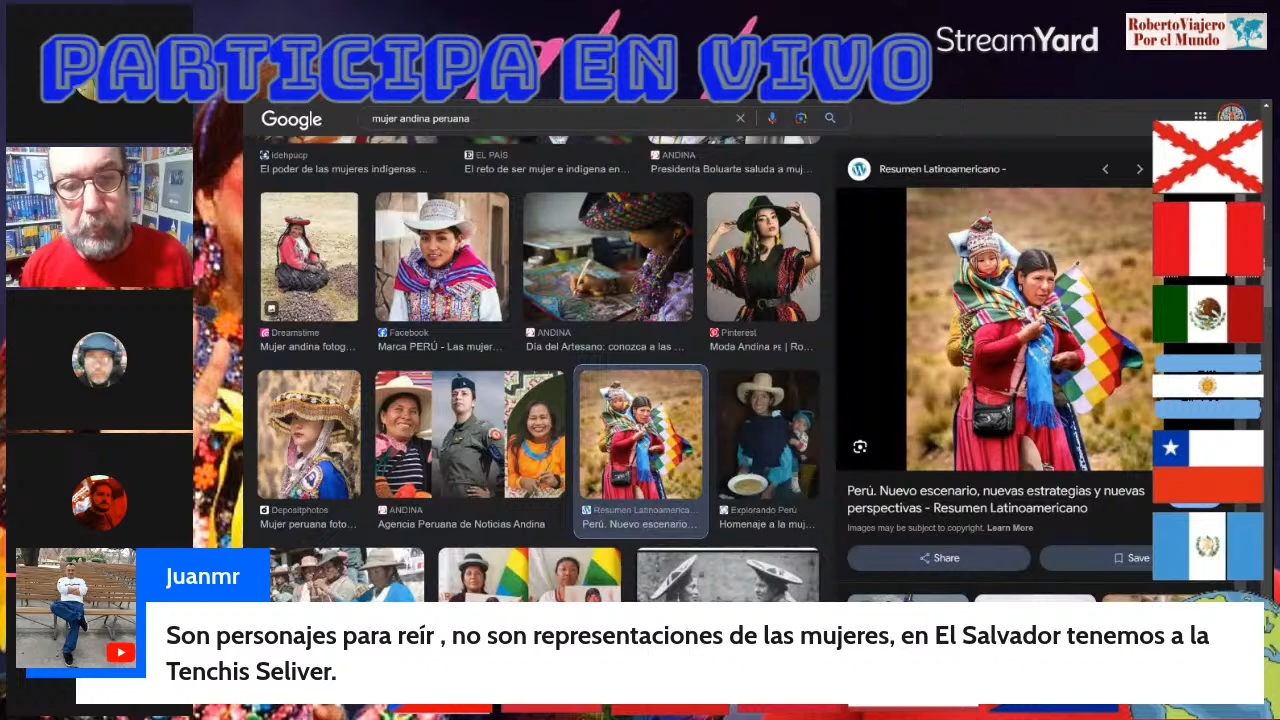 PARTICIPA EN VIVO
StreamYard
RobertoViajero
Por el Mundo
Google
mujer andina peruana
idehpucp
El poder de las mujeres indígenas ...
EL PAÍS
El reto de ser mujer e indígena en...
ANDINA
Presidenta Boluarte saluda a muj...
Resumen Latinoamericano -
Dreamstime
Mujer andina fotog...
Facebook
Marca PERÚ - Las mujer...
ANDINA
Día del Artesano: conozca a las ...
Pinterest
Moda Andina PE | Ro...
Depositphotos
Mujer peruana foto...
ANDINA
Agencia Peruana de Noticias Andina
Resumen Latinoamerica...
Perú. Nuevo escenario...
Explorando Perú
Homenaje a la muj...
Perú. Nuevo escenario, nuevas estrategias y nuevas
perspectivas - Resumen Latinoamericano
Images may be subject to copyright. Learn More
Share
Save
Juanmr
Son personajes para reír , no son representaciones de las mujeres, en El Salvador tenemos a la
Tenchis Seliver.